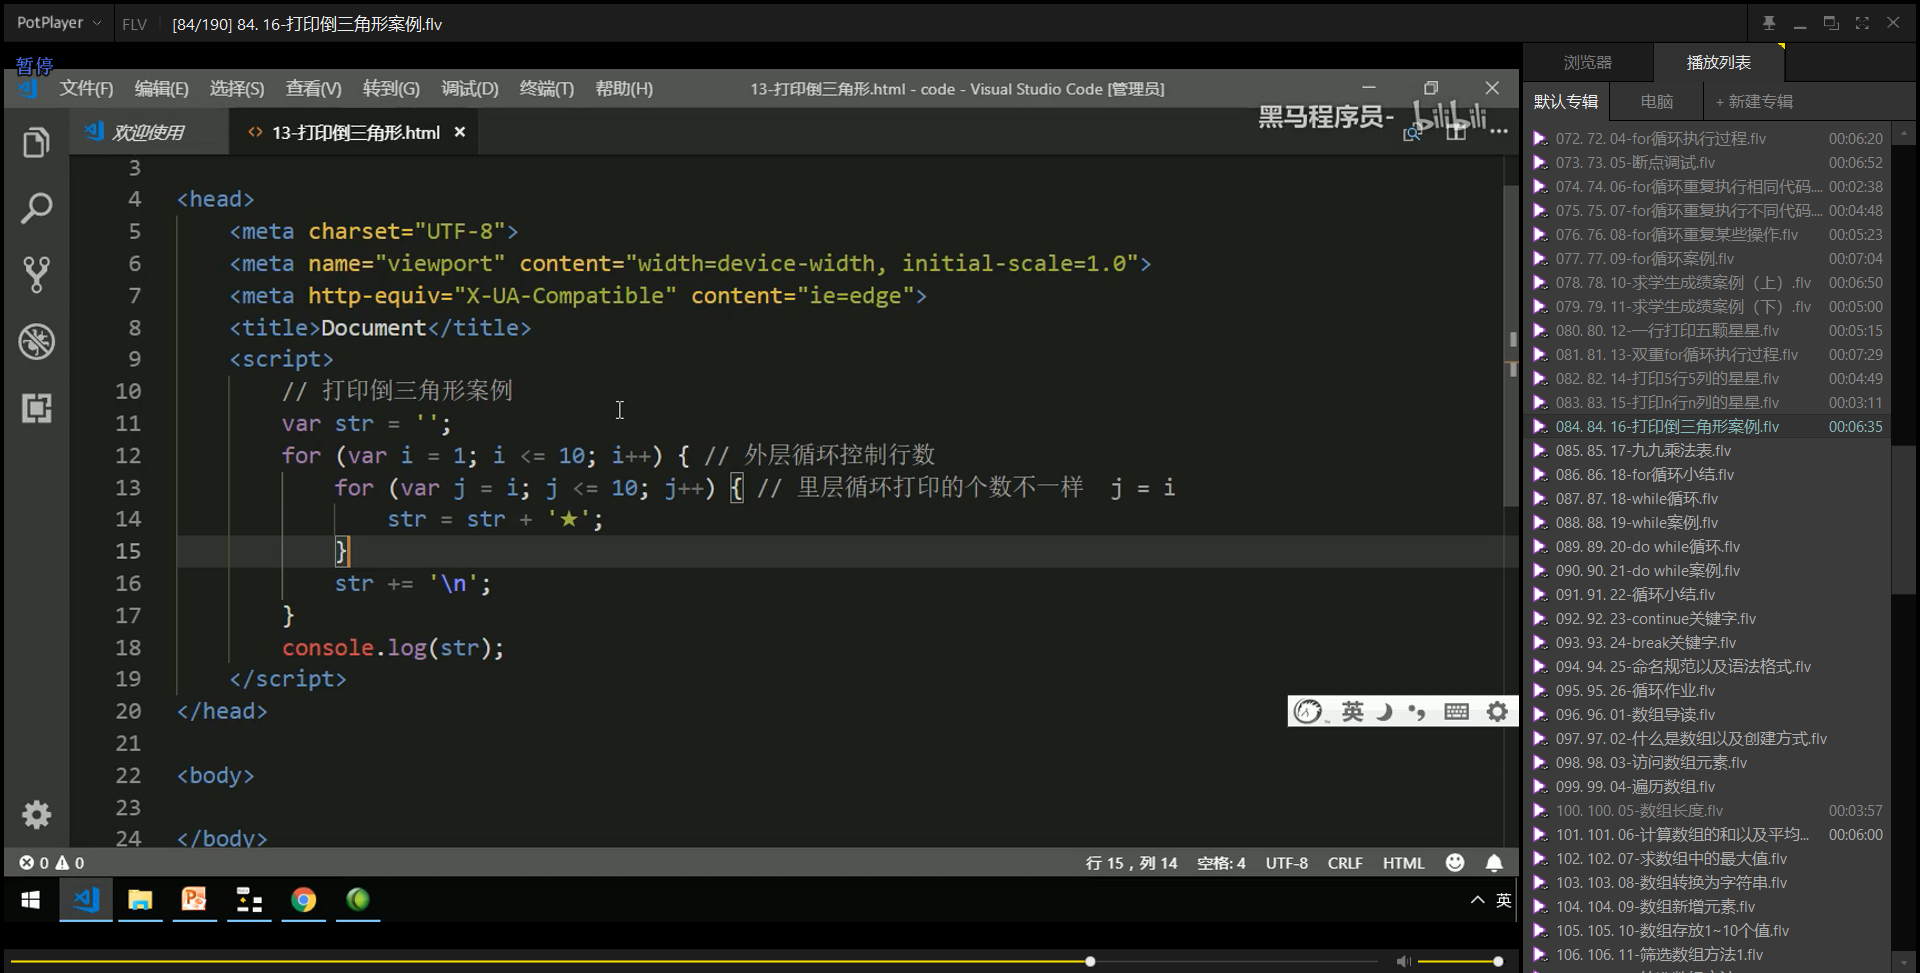 PotPlayer FLV [84/190] 84. 16-打印倒三角形案例.flv
暂停
文件(F) 编辑(E) 选择(S) 查看(V) 转到(G) 调试(D) 终端(T) 帮助(H) 13-打印倒三角形.html - code - Visual Studio Code [管理员]
欢迎使用 <> 13-打印倒三角形.html ×
黑马程序员- bilibili
3
4 <head>
5 <meta charset="UTF-8">
6 <meta name="viewport" content="width=device-width, initial-scale=1.0">
7 <meta http-equiv="X-UA-Compatible" content="ie=edge">
8 <title>Document</title>
9 <script>
10 // 打印倒三角形案例
11 var str = '';
12 for (var i = 1; i <= 10; i++) { // 外层循环控制行数
13 for (var j = i; j <= 10; j++) { // 里层循环打印的个数不一样 j = i
14 str = str + '★';
15 }
16 str += '\n';
17 }
18 console.log(str);
19 </script>
20 </head>
21
22 <body>
23
24 </body>
英
0 0 行 15，列 14 空格: 4 UTF-8 CRLF HTML
英
浏览器 播放列表
默认专辑 电脑 + 新建专辑
072. 72. 04-for循环执行过程.flv 00:06:20
073. 73. 05-断点调试.flv 00:06:52
074. 74. 06-for循环重复执行相同代码.... 00:02:38
075. 75. 07-for循环重复执行不同代码.... 00:04:48
076. 76. 08-for循环重复某些操作.flv 00:05:23
077. 77. 09-for循环案例.flv 00:07:04
078. 78. 10-求学生成绩案例（上）.flv 00:06:50
079. 79. 11-求学生成绩案例（下）.flv 00:05:00
080. 80. 12-一行打印五颗星星.flv 00:05:15
081. 81. 13-双重for循环执行过程.flv 00:07:29
082. 82. 14-打印5行5列的星星.flv 00:04:49
083. 83. 15-打印n行n列的星星.flv 00:03:11
084. 84. 16-打印倒三角形案例.flv 00:06:35
085. 85. 17-九九乘法表.flv
086. 86. 18-for循环小结.flv
087. 87. 18-while循环.flv
088. 88. 19-while案例.flv
089. 89. 20-do while循环.flv
090. 90. 21-do while案例.flv
091. 91. 22-循环小结.flv
092. 92. 23-continue关键字.flv
093. 93. 24-break关键字.flv
094. 94. 25-命名规范以及语法格式.flv
095. 95. 26-循环作业.flv
096. 96. 01-数组导读.flv
097. 97. 02-什么是数组以及创建方式.flv
098. 98. 03-访问数组元素.flv
099. 99. 04-遍历数组.flv
100. 100. 05-数组长度.flv 00:03:57
101. 101. 06-计算数组的和以及平均... 00:06:00
102. 102. 07-求数组中的最大值.flv
103. 103. 08-数组转换为字符串.flv
104. 104. 09-数组新增元素.flv
105. 105. 10-数组存放1~10个值.flv
106. 106. 11-筛选数组方法1.flv